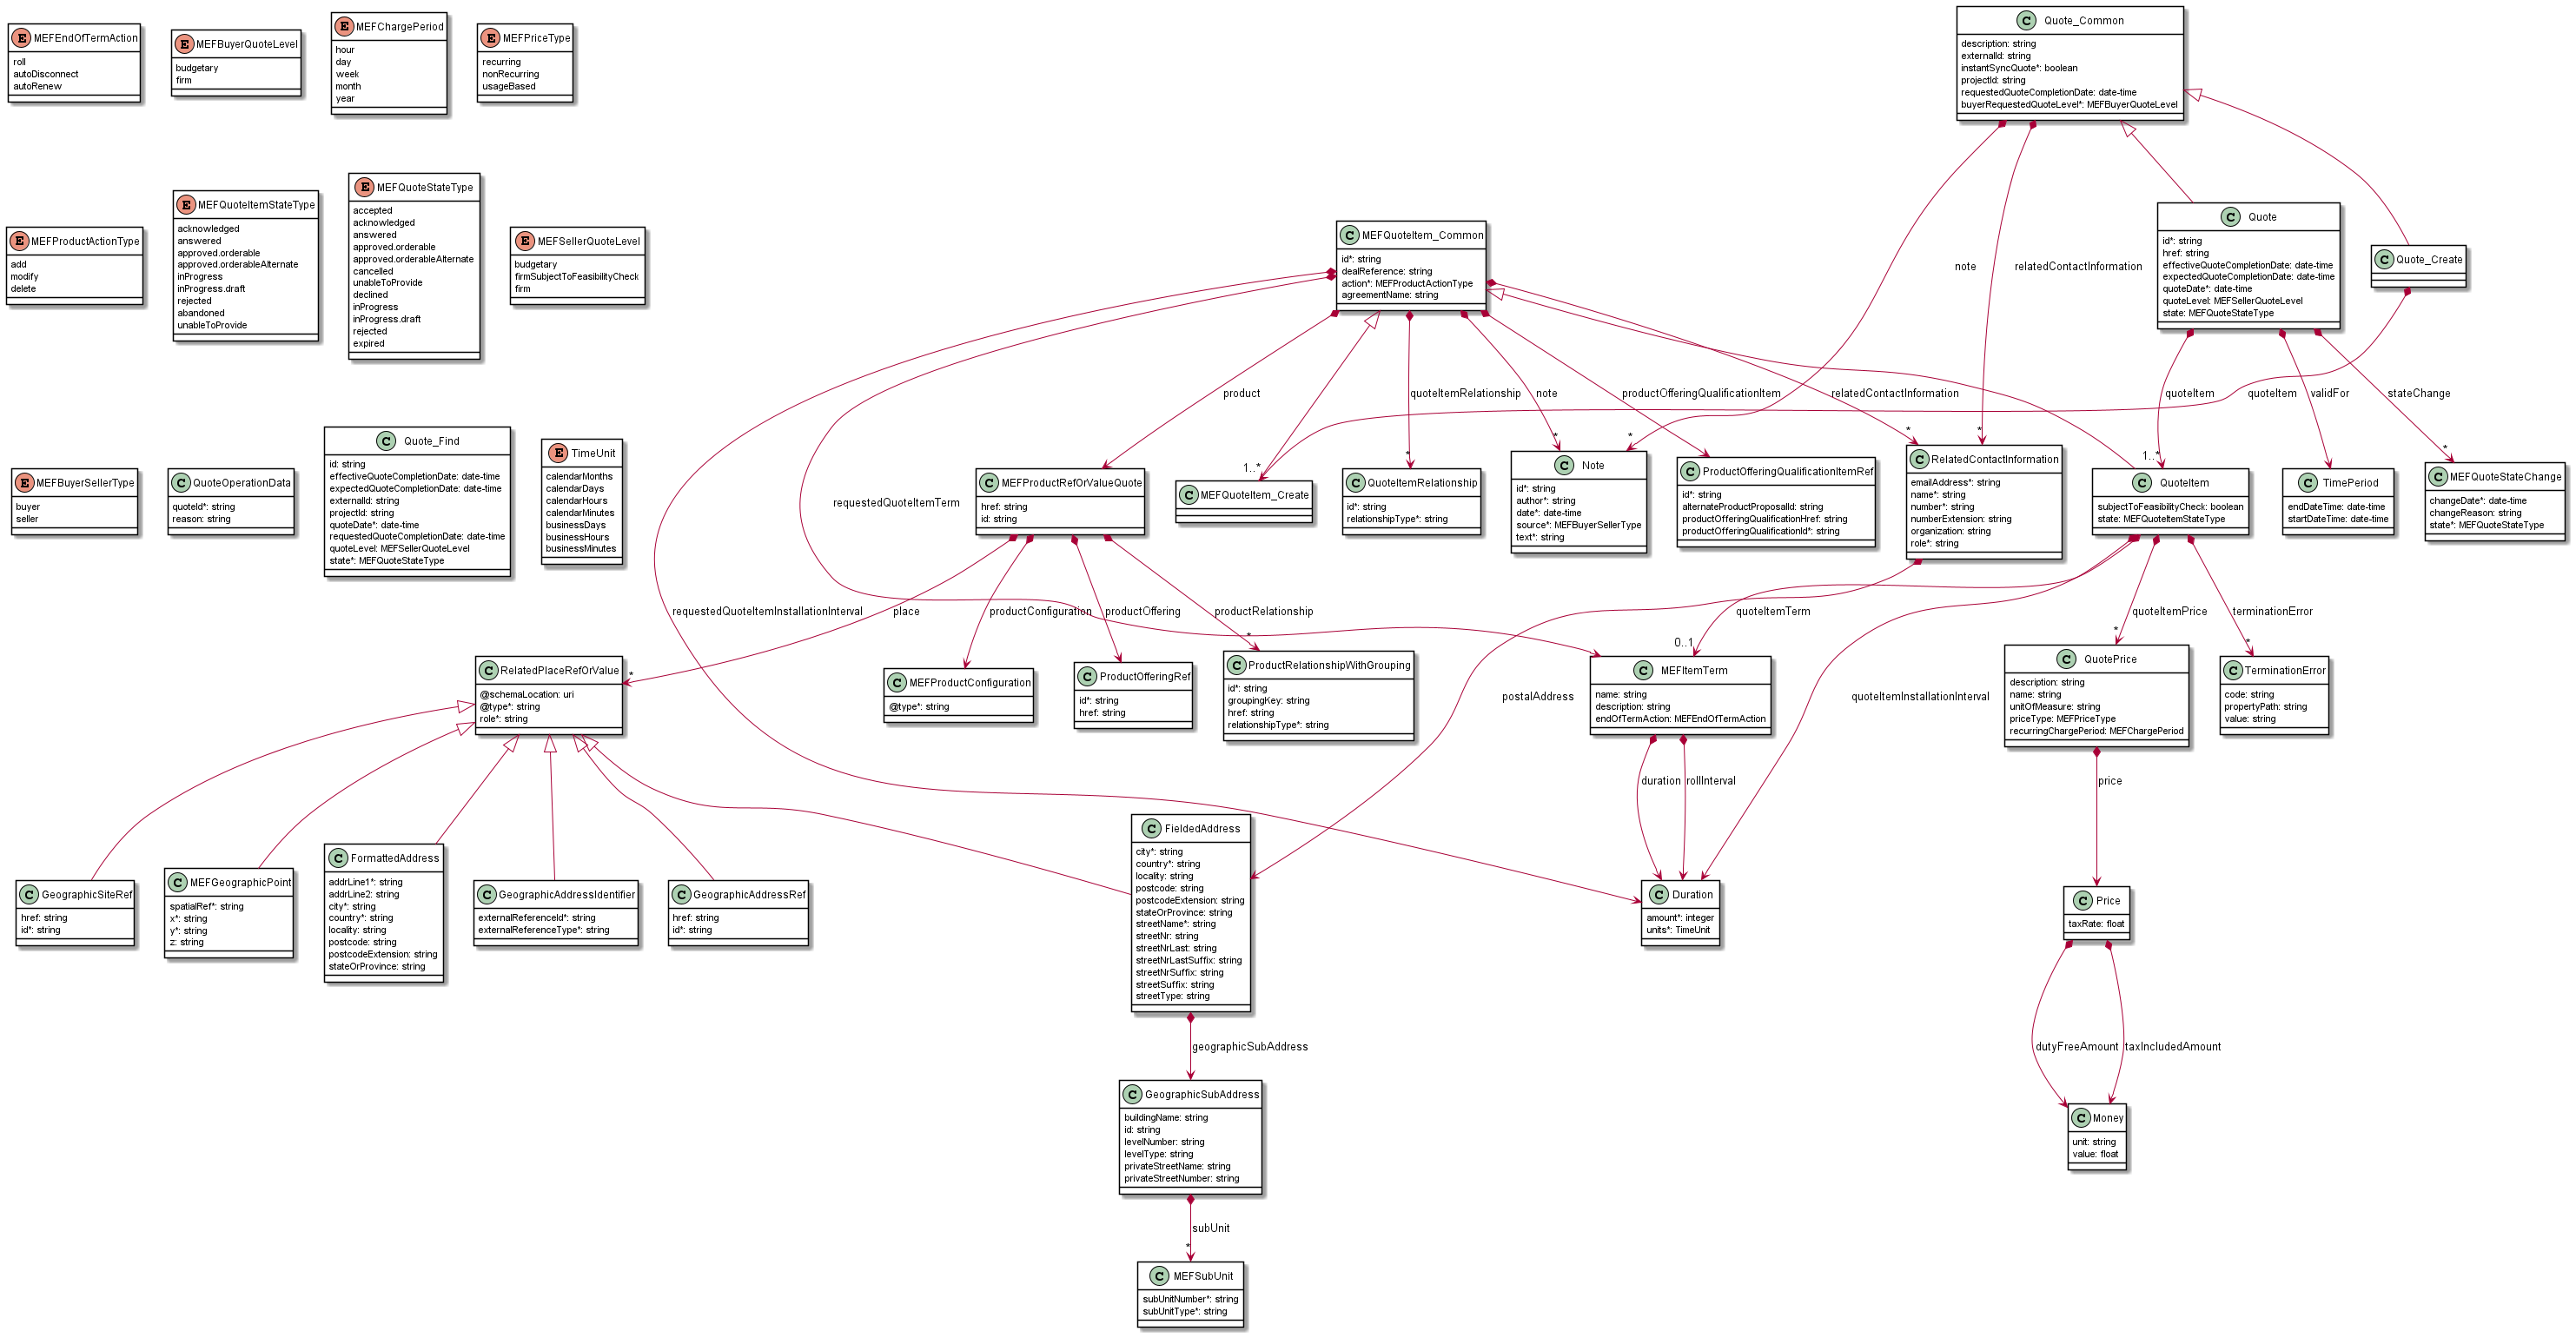 E MEFEndOfTermAction
roll
autoDisconnect
autoRenew
E MEFBuyerQuoteLevel
budgetary
firm
E MEFChargePeriod
hour
day
week
month
year
E MEFPriceType
recurring
nonRecurring
usageBased
C Quote_Common
description: string
externalId: string
instantSyncQuote*: boolean
projectId: string
requestedQuoteCompletionDate: date-time
buyerRequestedQuoteLevel*: MEFBuyerQuoteLevel
E MEFProductActionType
add
modify
delete
E MEFQuoteItemStateType
acknowledged
answered
approved.orderable
approved.orderableAlternate
inProgress
inProgress.draft
rejected
abandoned
unableToProvide
E MEFQuoteStateType
accepted
acknowledged
answered
approved.orderable
approved.orderableAlternate
cancelled
unableToProvide
declined
inProgress
inProgress.draft
rejected
expired
E MEFSellerQuoteLevel
budgetary
firmSubjectToFeasibilityCheck
firm
C MEFQuoteItem_Common
id*: string
dealReference: string
action*: MEFProductActionType
agreementName: string
note
relatedContactInformation
C Quote
id*: string
href: string
effectiveQuoteCompletionDate: date-time
expectedQuoteCompletionDate: date-time
quoteDate*: date-time
quoteLevel: MEFSellerQuoteLevel
state: MEFQuoteStateType
C Quote_Create
product
quoteItemRelationship
note
productOfferingQualificationItem
relatedContactInformation
quoteItem
quoteItem
validFor
stateChange
*
*
*
*
*
1..*
1..*
*
E MEFBuyerSellerType
buyer
seller
C QuoteOperationData
quoteId*: string
reason: string
C Quote_Find
id: string
effectiveQuoteCompletionDate: date-time
expectedQuoteCompletionDate: date-time
externalId: string
projectId: string
quoteDate*: date-time
requestedQuoteCompletionDate: date-time
quoteLevel: MEFSellerQuoteLevel
state*: MEFQuoteStateType
E TimeUnit
calendarMonths
calendarDays
calendarHours
calendarMinutes
businessDays
businessHours
businessMinutes
requestedQuoteItemTerm
C MEFProductRefOrValueQuote
href: string
id: string
C MEFQuoteItem_Create
C QuoteItemRelationship
id*: string
relationshipType*: string
C Note
id*: string
author*: string
date*: date-time
source*: MEFBuyerSellerType
text*: string
C ProductOfferingQualificationItemRef
id*: string
alternateProductProposalId: string
productOfferingQualificationHref: string
productOfferingQualificationId*: string
C RelatedContactInformation
emailAddress*: string
name*: string
number*: string
numberExtension: string
organization: string
role*: string
C QuoteItem
subjectToFeasibilityCheck: boolean
state: MEFQuoteItemStateType
C TimePeriod
endDateTime: date-time
startDateTime: date-time
C MEFQuoteStateChange
changeDate*: date-time
changeReason: string
state*: MEFQuoteStateType
requestedQuoteItemInstallationInterval
place
productConfiguration
productOffering
productRelationship
quoteItemTerm
quoteItemPrice
terminationError
*
*
0..1
*
*
C RelatedPlaceRefOrValue
@schemaLocation: uri
@type*: string
role*: string
C MEFProductConfiguration
@type*: string
C ProductOfferingRef
id*: string
href: string
C ProductRelationshipWithGrouping
id*: string
groupingKey: string
href: string
relationshipType*: string
postalAddress
C MEFItemTerm
name: string
description: string
endOfTermAction: MEFEndOfTermAction
quoteItemInstallationInterval
C QuotePrice
description: string
name: string
unitOfMeasure: string
priceType: MEFPriceType
recurringChargePeriod: MEFChargePeriod
C TerminationError
code: string
propertyPath: string
value: string
duration
rollInterval
price
C GeographicSiteRef
href: string
id*: string
C MEFGeographicPoint
spatialRef*: string
x*: string
y*: string
z: string
C FormattedAddress
addrLine1*: string
addrLine2: string
city*: string
country*: string
locality: string
postcode: string
postcodeExtension: string
stateOrProvince: string
C GeographicAddressIdentifier
externalReferenceId*: string
externalReferenceType*: string
C GeographicAddressRef
href: string
id*: string
C FieldedAddress
city*: string
country*: string
locality: string
postcode: string
postcodeExtension: string
stateOrProvince: string
streetName*: string
streetNr: string
streetNrLast: string
streetNrLastSuffix: string
streetNrSuffix: string
streetSuffix: string
streetType: string
C Duration
amount*: integer
units*: TimeUnit
C Price
taxRate: float
geographicSubAddress
dutyFreeAmount
taxIncludedAmount
C GeographicSubAddress
buildingName: string
id: string
levelNumber: string
levelType: string
privateStreetName: string
privateStreetNumber: string
C Money
unit: string
value: float
subUnit
*
C MEFSubUnit
subUnitNumber*: string
subUnitType*: string